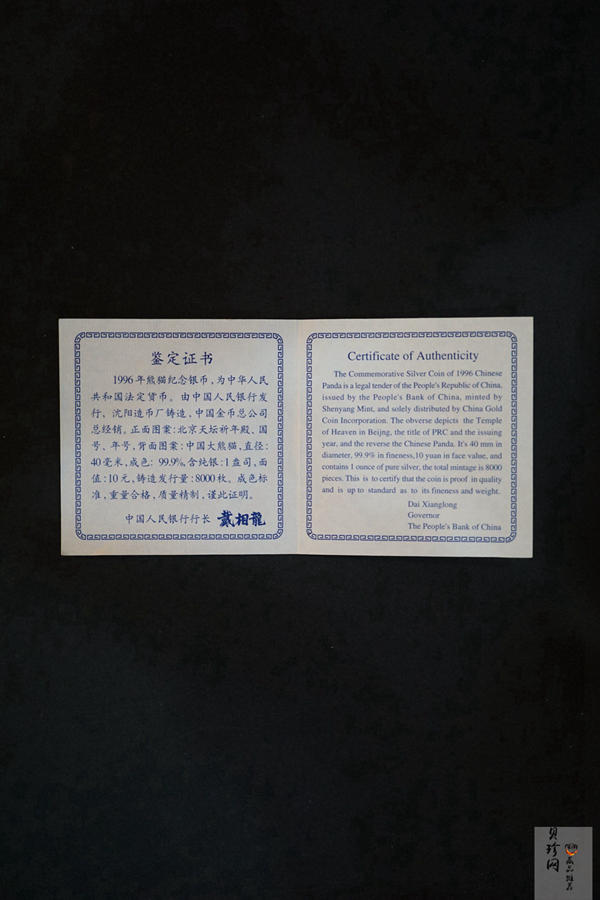 鉴定证书
1996年熊猫纪念银币,为中华人民
共和国法定货币。由中国人民银行发
行、沈阳造币厂铸造,中国金币总公司
总经销。正面图案:北京天坛祈年殿、国
号、年号,背面图案:中国大熊猫,直径:
40毫米,成色:99.9%,含纯银:1盎司,面
值:10元,铸造发行量:8000枚。成色标
准,重量合格,质量精制,谨此证明。
中国人民银行行长 戴相龍
Certificate of Authenticity
The Commemorative Silver Coin of 1996 Chinese
Panda is a legal tender of the People's Republic of China,
issued by the People's Bank of China, minted by
Shenyang Mint, and solely distributed by China Gold
Coin Incorporation. The obverse depicts the Temple
of Heaven in Beijng, the title of PRC and the issuing
year, and the reverse the Chinese Panda. It's 40 mm in
diameter, 99.9% in fineness,10 yuan in face value, and
contains 1 ounce of pure silver, the total mintage is 8000
pieces. This is to certify that the coin is proof in quality
and is up to standard as to its fineness and weight.
Dai Xianglong
Governor
The People's Bank of China
贝珍网
藏品推荐